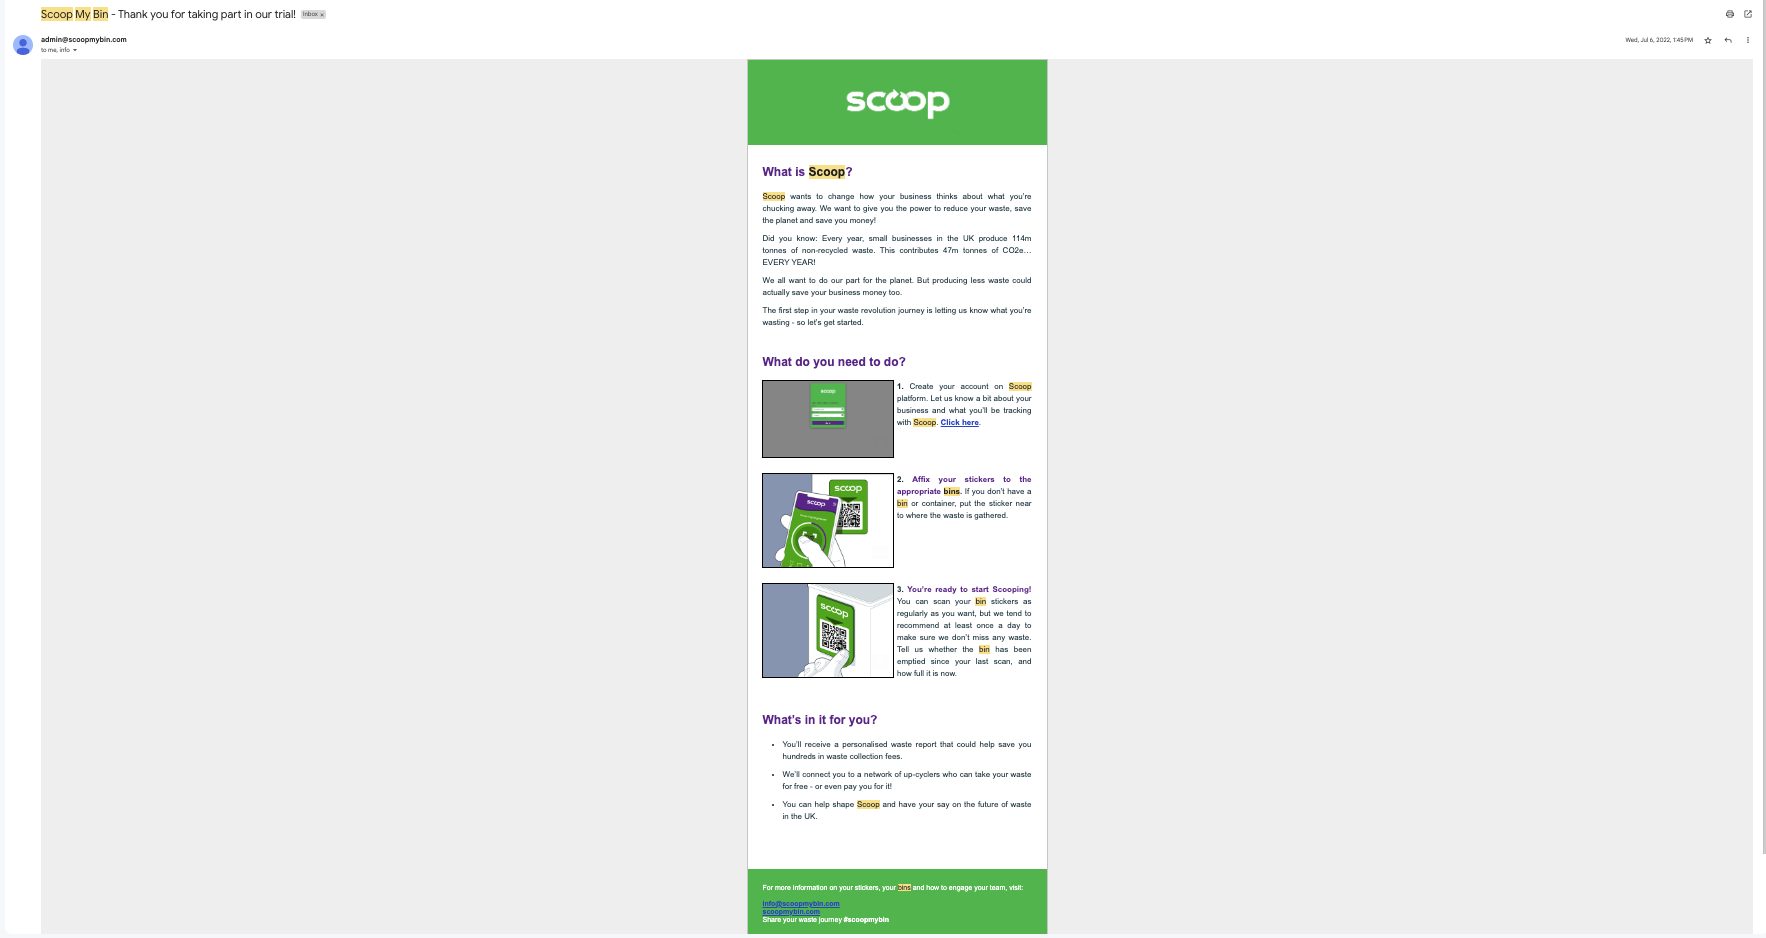 Scoop My Bin - Thank you for taking part in our trial! Inbox x
admin@scoopmybin.com
to me, info
Wed, Jul 6, 2022, 1:45 PM
scoop
What is Scoop?
Scoop wants to change how your business thinks about what you're
chucking away. We want to give you the power to reduce your waste, save
the planet and save you money!
Did you know: Every year, small businesses in the UK produce 114m
tonnes of non-recycled waste. This contributes 47m tonnes of CO2e...
EVERY YEAR!
We all want to do our part for the planet. But producing less waste could
actually save your business money too.
The first step in your waste revolution journey is letting us know what you're
wasting - so let's get started.
What do you need to do?
scoop
1. Create your account on Scoop
platform. Let us know a bit about your
business and what you'll be tracking
with Scoop. Click here.
scoop
scoop
2. Affix your stickers to the
appropriate bins. If you don't have a
bin or container, put the sticker near
to where the waste is gathered.
scoop
3. You're ready to start Scooping!
You can scan your bin stickers as
regularly as you want, but we tend to
recommend at least once a day to
make sure we don't miss any waste.
Tell us whether the bin has been
emptied since your last scan, and
how full it is now.
What's in it for you?
• You'll receive a personalised waste report that could help save you
hundreds in waste collection fees.
• We'll connect you to a network of up-cyclers who can take your waste
for free - or even pay you for it!
• You can help shape Scoop and have your say on the future of waste
in the UK.
For more information on your stickers, your bins and how to engage your team, visit:
info@scoopmybin.com
scoopmybin.com
Share your waste journey #scoopmybin